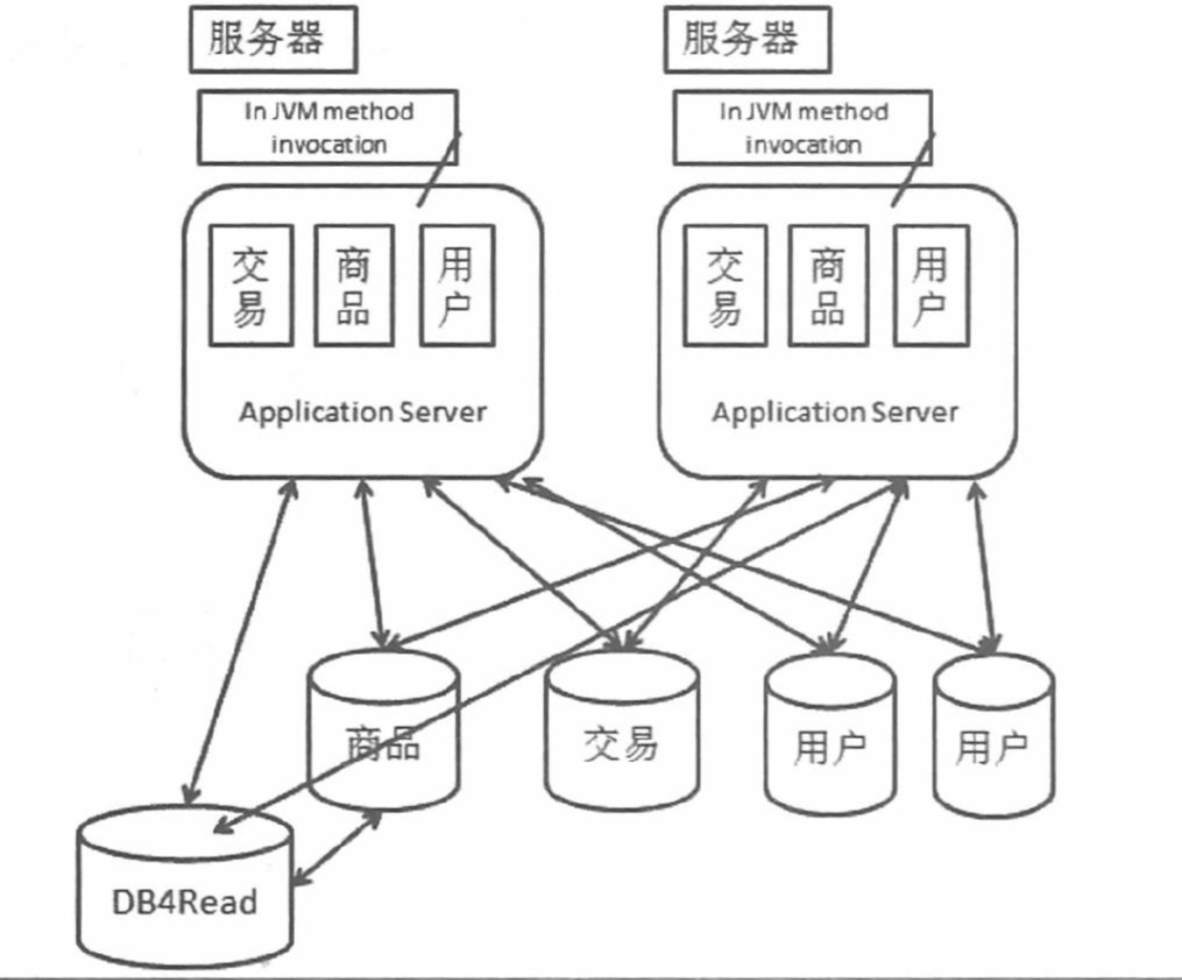 服务器
服务器
In JVM method
invocation
In JVM method
invocation
交
易
商
品
用
户
交
易
商
品
用
户
Application Server
Application Server
商品
交易
用户
用户
DB4Read